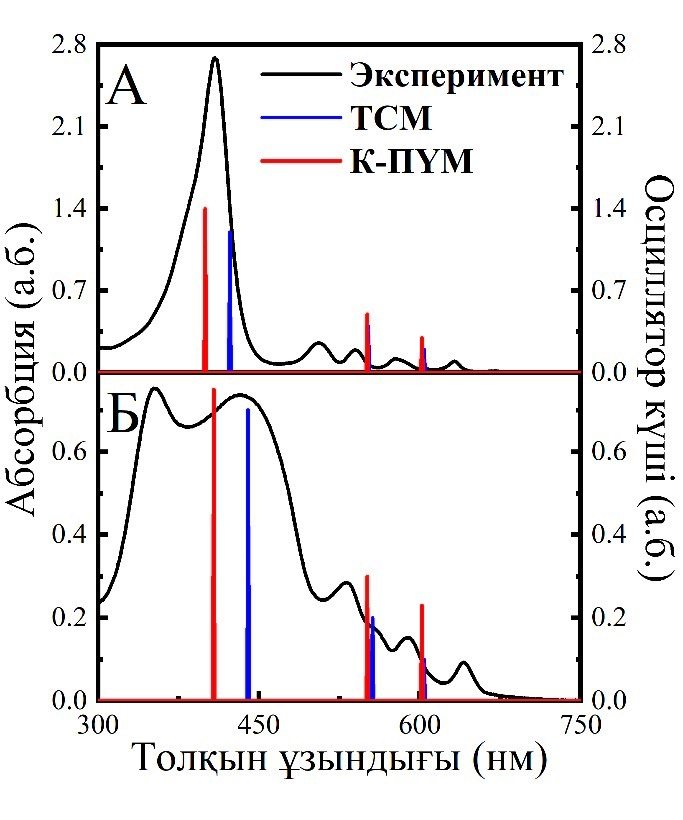 2.8
2.8
А
Эксперимент
ТСМ
К-ПҮМ
2.1
2.1
1.4
1.4
0.7
0.7
0.0
0.0
Абсорбция (а.б.)
Осциллятор күші (а.б.)
Б
0.6
0.6
0.4
0.4
0.2
0.2
0.0
0.0
300
450
600
750
Толқын ұзындығы (нм)